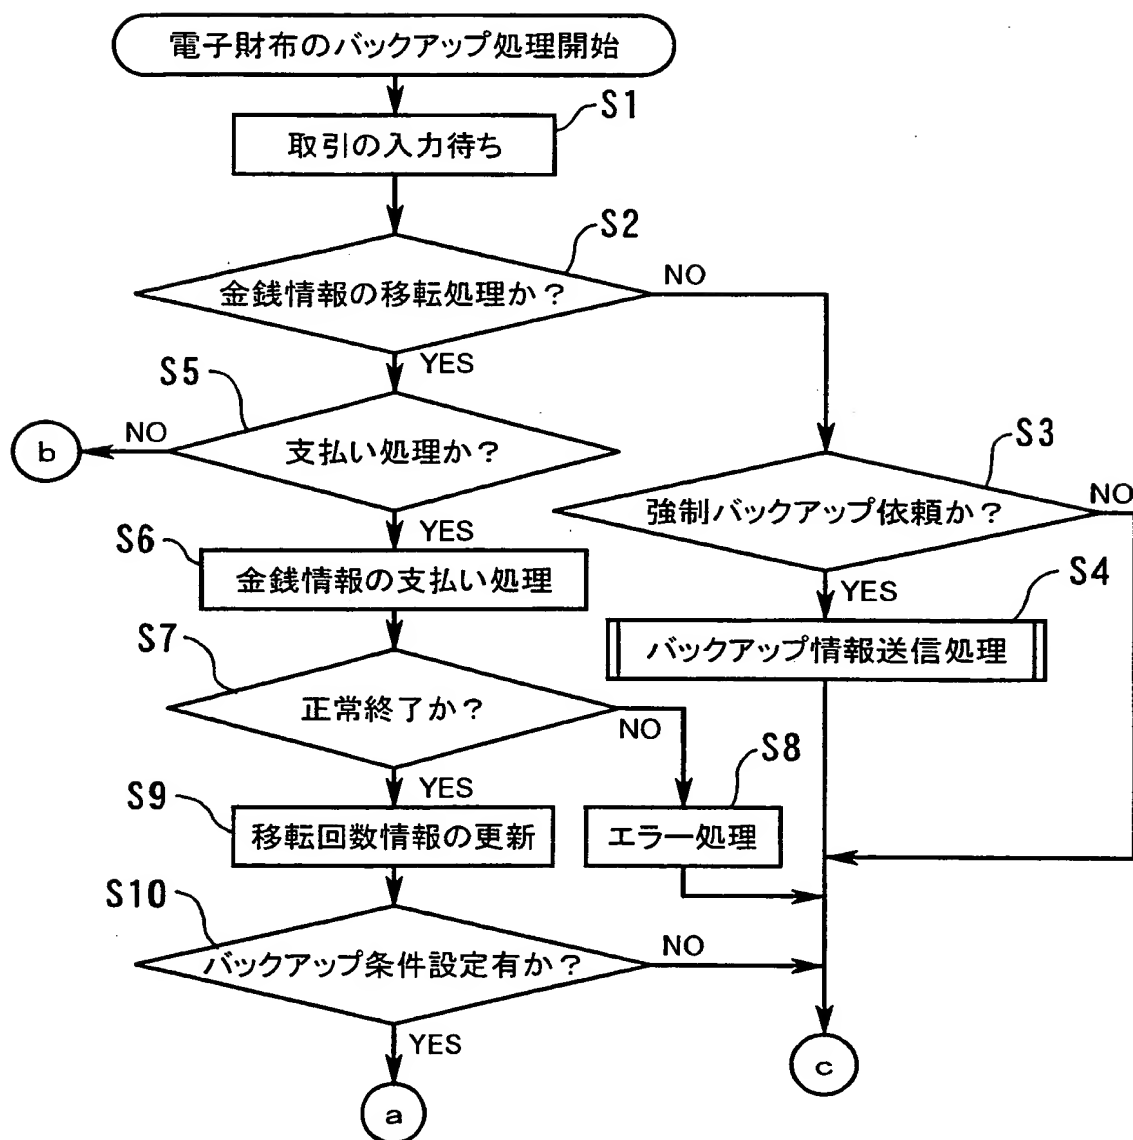 電子財布のバックアップ処理開始
S1
取引の入力待ち
S2
金銭情報の移転処理か?
NO
YES
S5
支払い処理か?
NO
b
YES
S3
強制バックアップ依頼か?
NO
YES
S4
バックアップ情報送信処理
S6
金銭情報の支払い処理
S7
正常終了か?
NO
YES
S8
エラー処理
S9
移転回数情報の更新
S10
バックアップ条件設定有か?
NO
YES
c
a